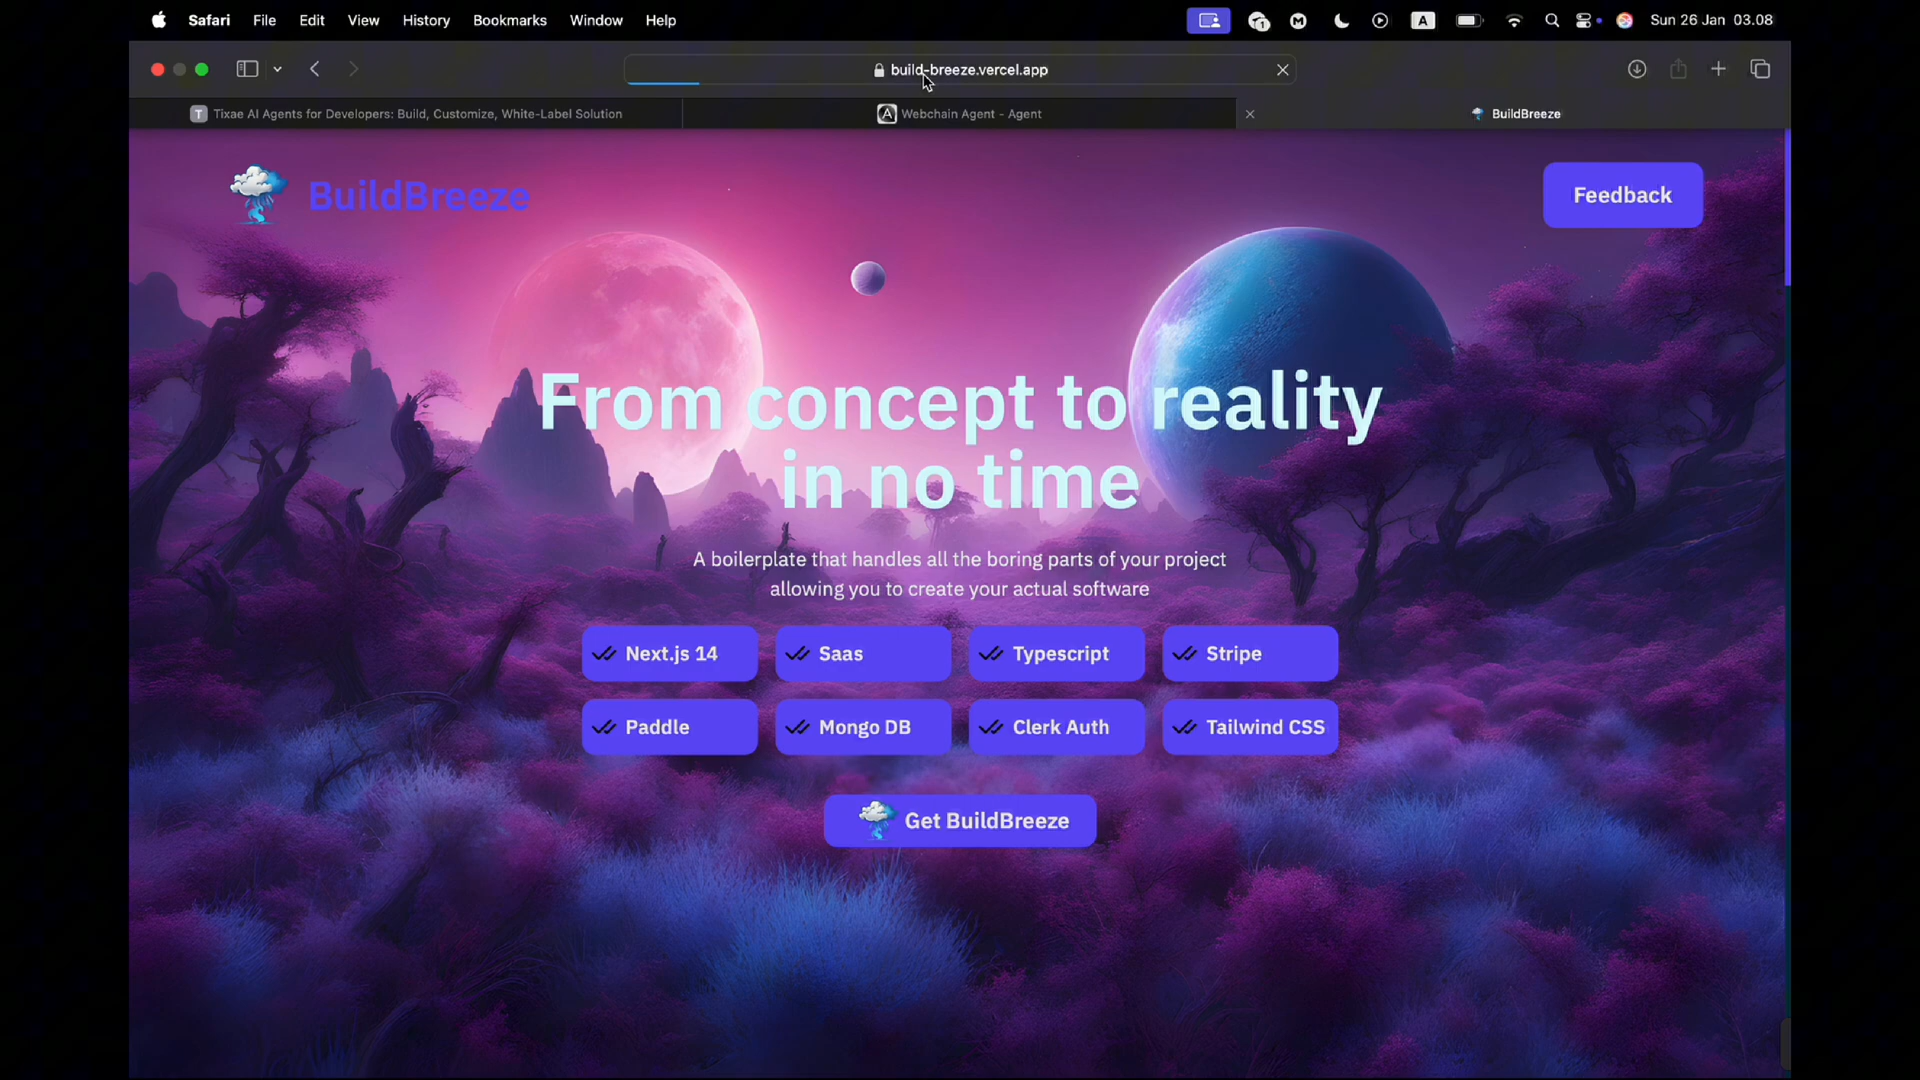 Safari File Edit View History Bookmarks Window Help
A Sun 26 Jan 03.08
build-breeze.vercel.app
T Tixae AI Agents for Developers: Build, Customize, White-Label Solution
A Webchain Agent - Agent
BuildBreeze
BuildBreeze
Feedback
From concept to reality
in no time
A boilerplate that handles all the boring parts of your project
allowing you to create your actual software
Next.js 14 Saas Typescript Stripe
Paddle Mongo DB Clerk Auth Tailwind CSS
Get BuildBreeze